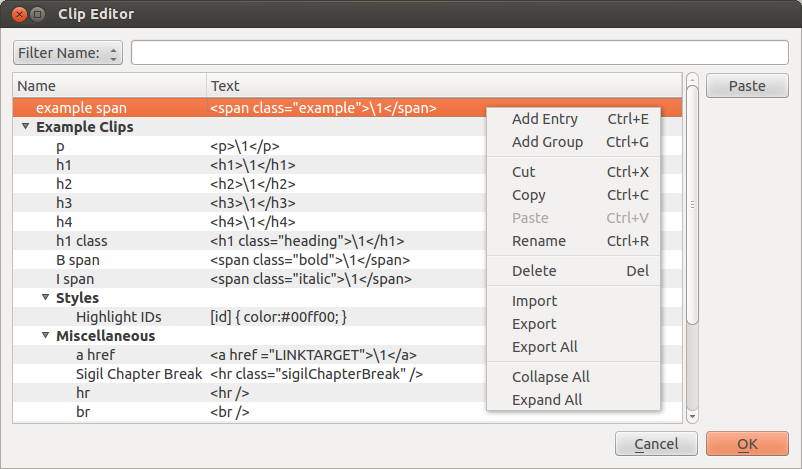 Clip Editor
Filter Name:
Name Text
Paste
example span <span class="example">\1</span>
Example Clips
p <p>\1</p>
h1 <h1>\1</h1>
h2 <h2>\1</h2>
h3 <h3>\1</h3>
h4 <h4>\1</h4>
h1 class <h1 class="heading">\1</h1>
B span <span class="bold">\1</span>
I span <span class="italic">\1</span>
Styles
Highlight IDs [id] { color:#00ff00; }
Miscellaneous
a href <a href ="LINKTARGET">\1</a>
Sigil Chapter Break <hr class="sigilChapterBreak" />
hr <hr />
br <br />
Add Entry Ctrl+E
Add Group Ctrl+G
Cut Ctrl+X
Copy Ctrl+C
Paste Ctrl+V
Rename Ctrl+R
Delete Del
Import
Export
Export All
Collapse All
Expand All
Cancel OK